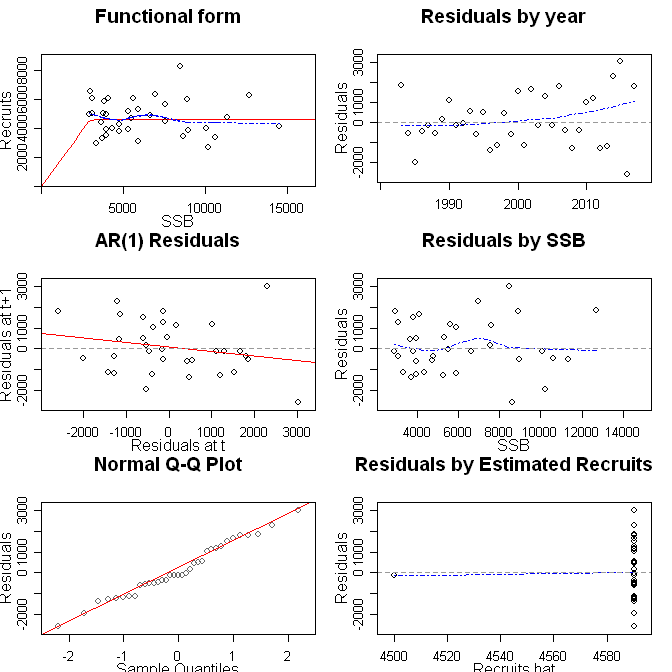 Functional form
Recruits
2000 4000 6000 8000
5000 10000 15000
SSB
Residuals by year
Residuals
-2000 0 1000 3000
1990 2000 2010
AR(1) Residuals
Residuals at t+1
-2000 0 1000 3000
-2000 -1000 0 1000 2000 3000
Residuals at t
Residuals by SSB
Residuals
-2000 0 1000 3000
4000 6000 8000 10000 12000 14000
SSB
Normal Q-Q Plot
Residuals
-2000 0 1000 3000
-2 -1 0 1 2
Sample Quantiles
Residuals by Estimated Recruits
Residuals
-2000 0 1000 3000
4500 4520 4540 4560 4580
Recruits hat